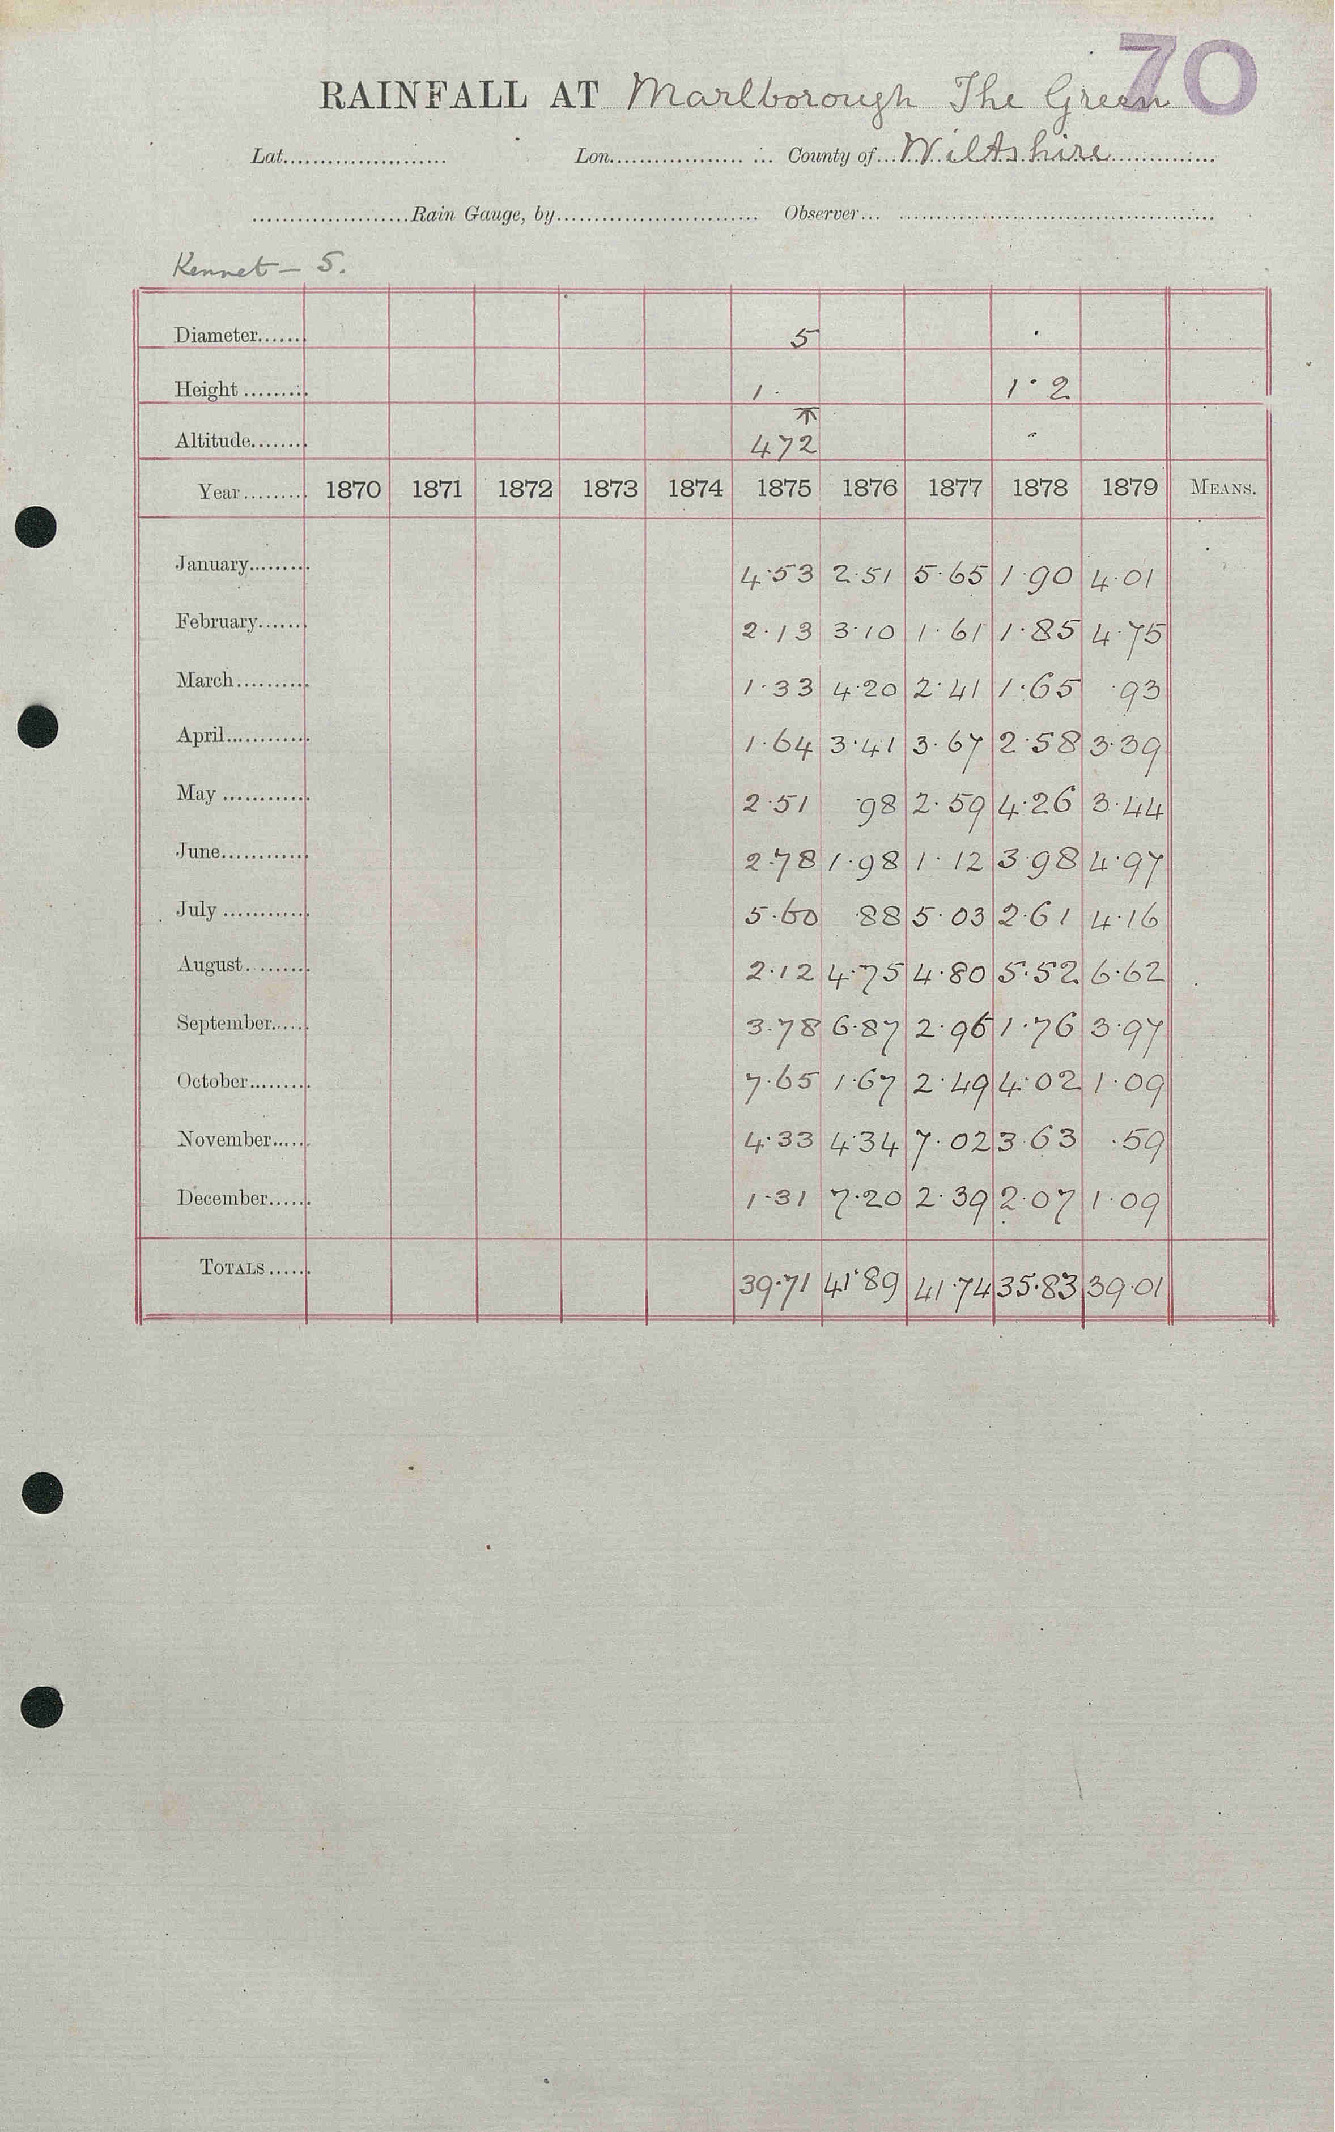 70
RAINFALL AT Marlborough The Green
Lat. Lon. County of Wiltshire
Rain Gauge, by Observer
Kennet – 5.
Diameter 5
Height 1· 1·2
Altitude 472
Year 1870 1871 1872 1873 1874 1875 1876 1877 1878 1879 MEANS.
January 4·53 2·51 5·65 1·90 4·01
February 2·13 3·10 1·61 1·85 4·75
March 1·33 4·20 2·41 1·65 ·93
April 1·64 3·41 3·67 2·58 3·39
May 2·51 ·98 2·59 4·26 3·44
June 2·78 1·98 1·12 3·98 4·97
July 5·60 ·88 5·03 2·61 4·16
August 2·12 4·75 4·80 5·52 6·62
September 3·78 6·87 2·96 1·76 3·97
October 7·65 1·67 2·49 4·02 1·09
November 4·33 4·34 7·02 3·63 ·59
December 1·31 7·20 2·39 2·07 1·09
TOTALS 39·71 41·89 41·74 35·83 39·01